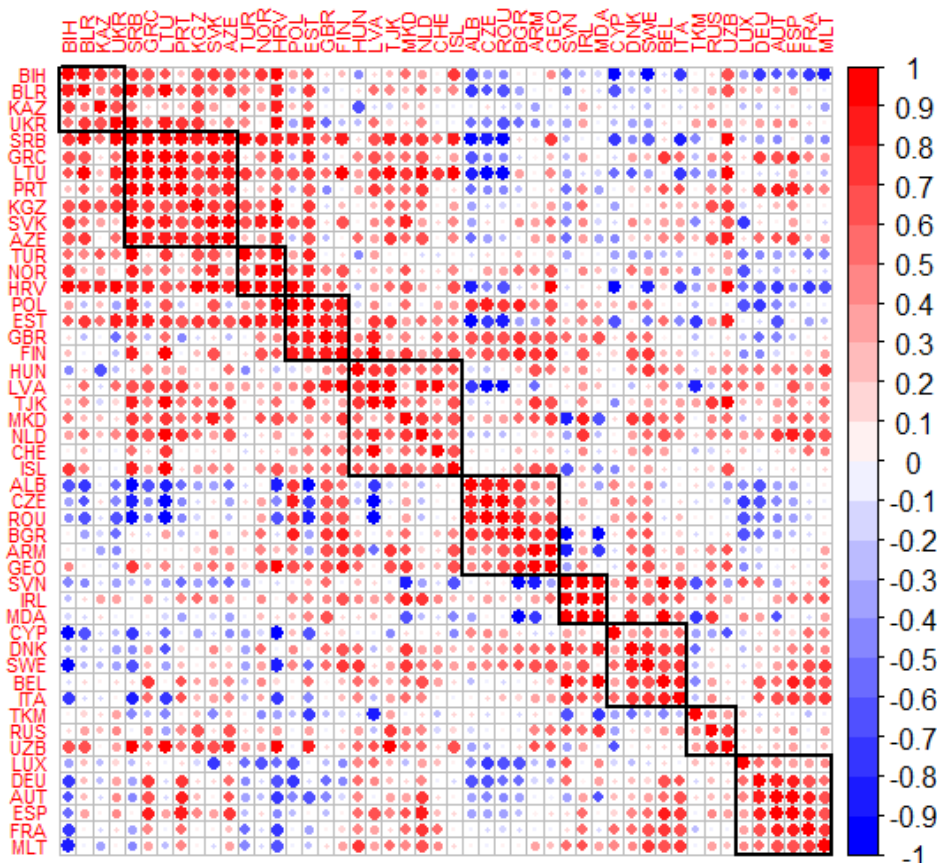 BIH BLR KAZ UKR SRB GRC LTU PRT KGZ SVK AZE TUR NOR HRV POL EST GBR FIN HUN LVA TJK MKD NLD CHE ISL ALB CZE ROU BGR ARM GEO SVN IRL MDA CYP DNK SWE BEL ITA TKM RUS UZB LUX DEU AUT ESP FRA MLT
BIH
BLR
KAZ
UKR
SRB
GRC
LTU
PRT
KGZ
SVK
AZE
TUR
NOR
HRV
POL
EST
GBR
FIN
HUN
LVA
TJK
MKD
NLD
CHE
ISL
ALB
CZE
ROU
BGR
ARM
GEO
SVN
IRL
MDA
CYP
DNK
SWE
BEL
ITA
TKM
RUS
UZB
LUX
DEU
AUT
ESP
FRA
MLT
1
0.9
0.8
0.7
0.6
0.5
0.4
0.3
0.2
0.1
0
-0.1
-0.2
-0.3
-0.4
-0.5
-0.6
-0.7
-0.8
-0.9
-1